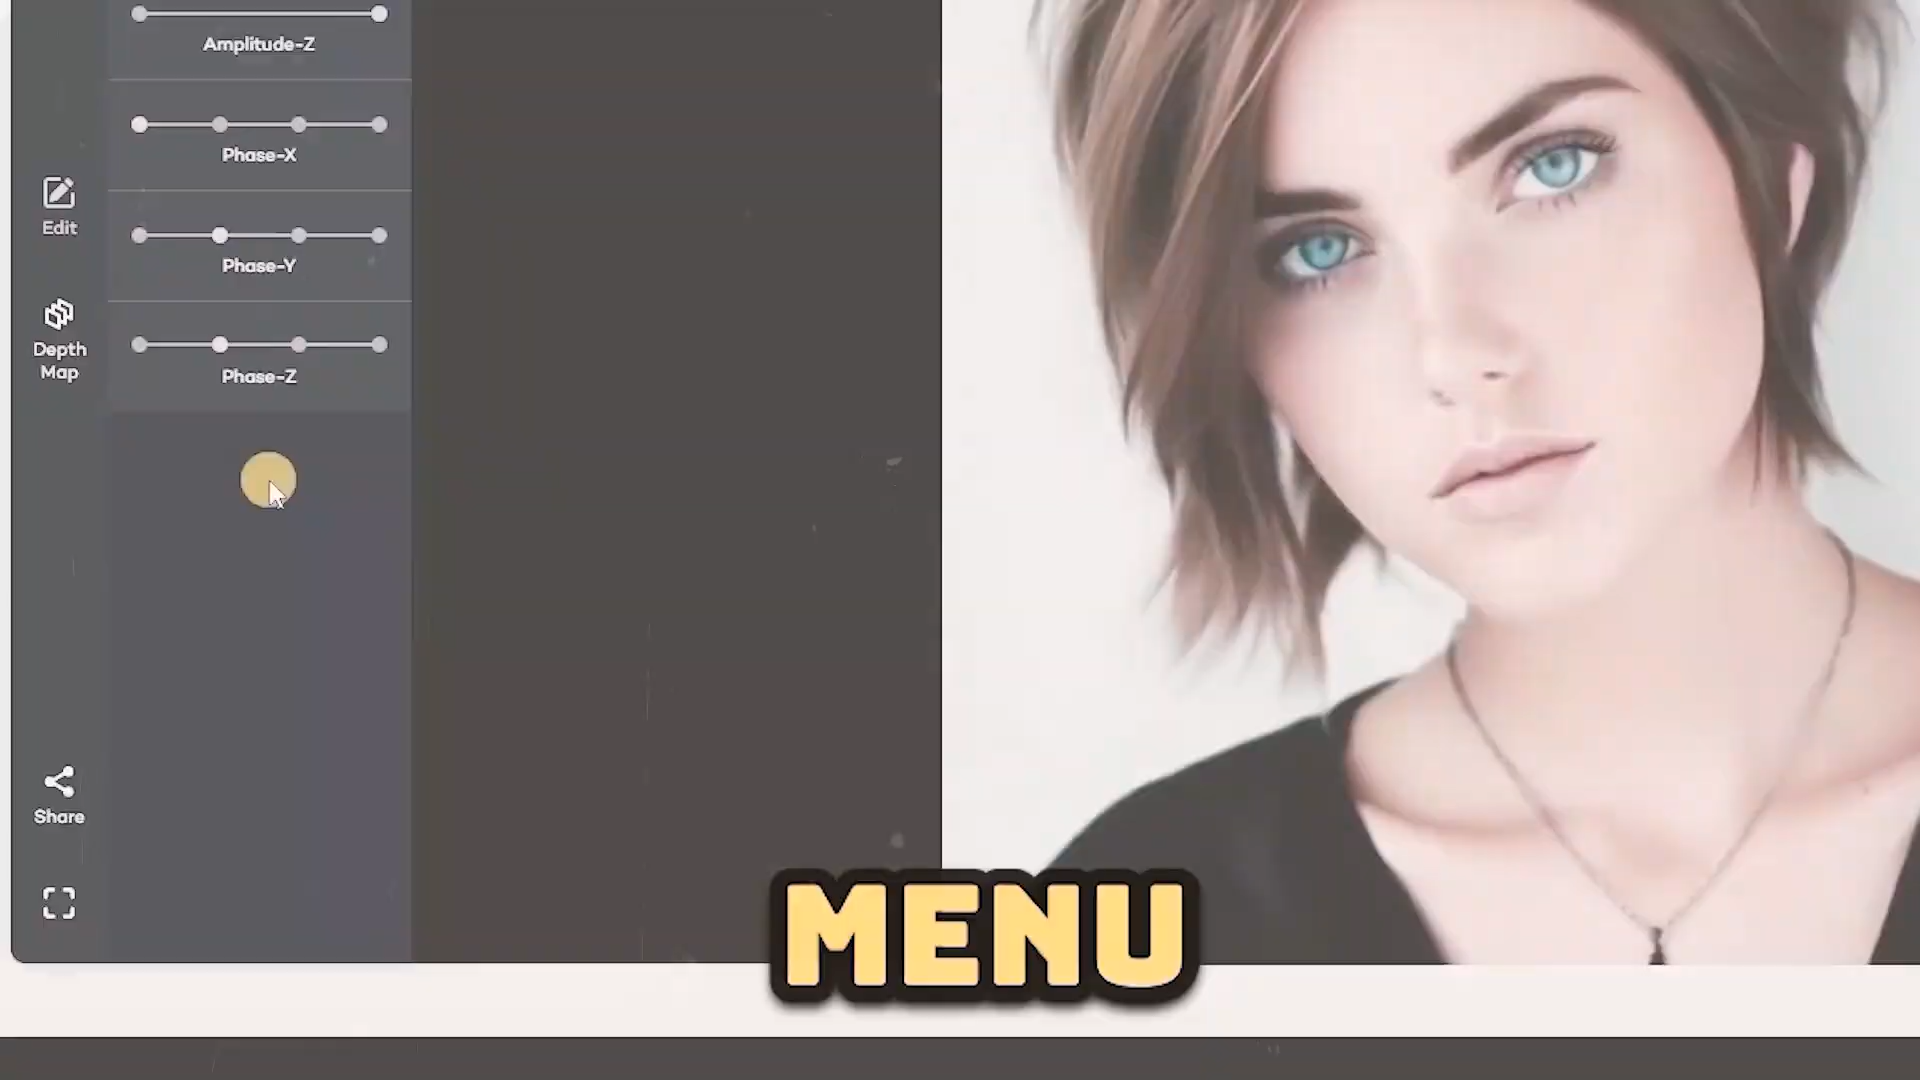 Amplitude-Z
Phase-X
Edit
Phase-Y
Depth
Map
Phase-Z
Share
MENU